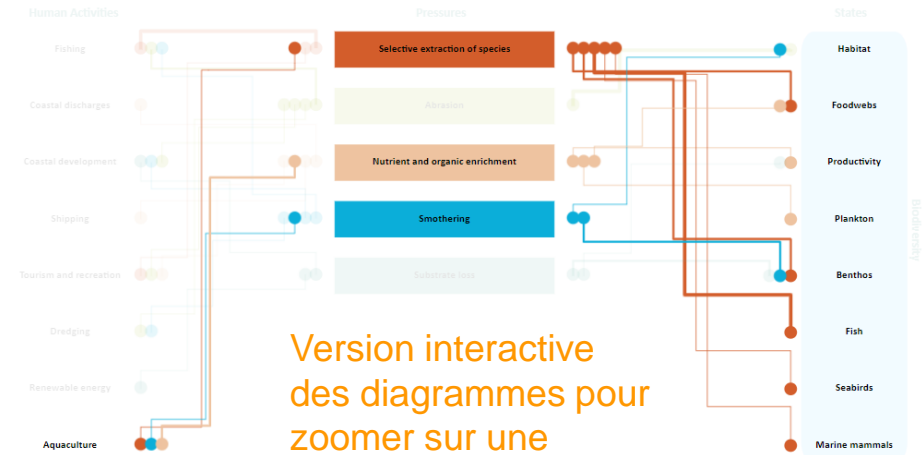 Human Activities
Pressures
States
Fishing
Selective extraction of species
Habitat
Coastal discharges
Abrasion
Foodwebs
Coastal development
Nutrient and organic enrichment
Productivity
Shipping
Smothering
Plankton
Biodiversity
Tourism and recreation
Substrate loss
Benthos
Dredging
Fish
Renewable energy
Seabirds
Aquaculture
Marine mammals
Version interactive
des diagrammes pour
zoomer sur une